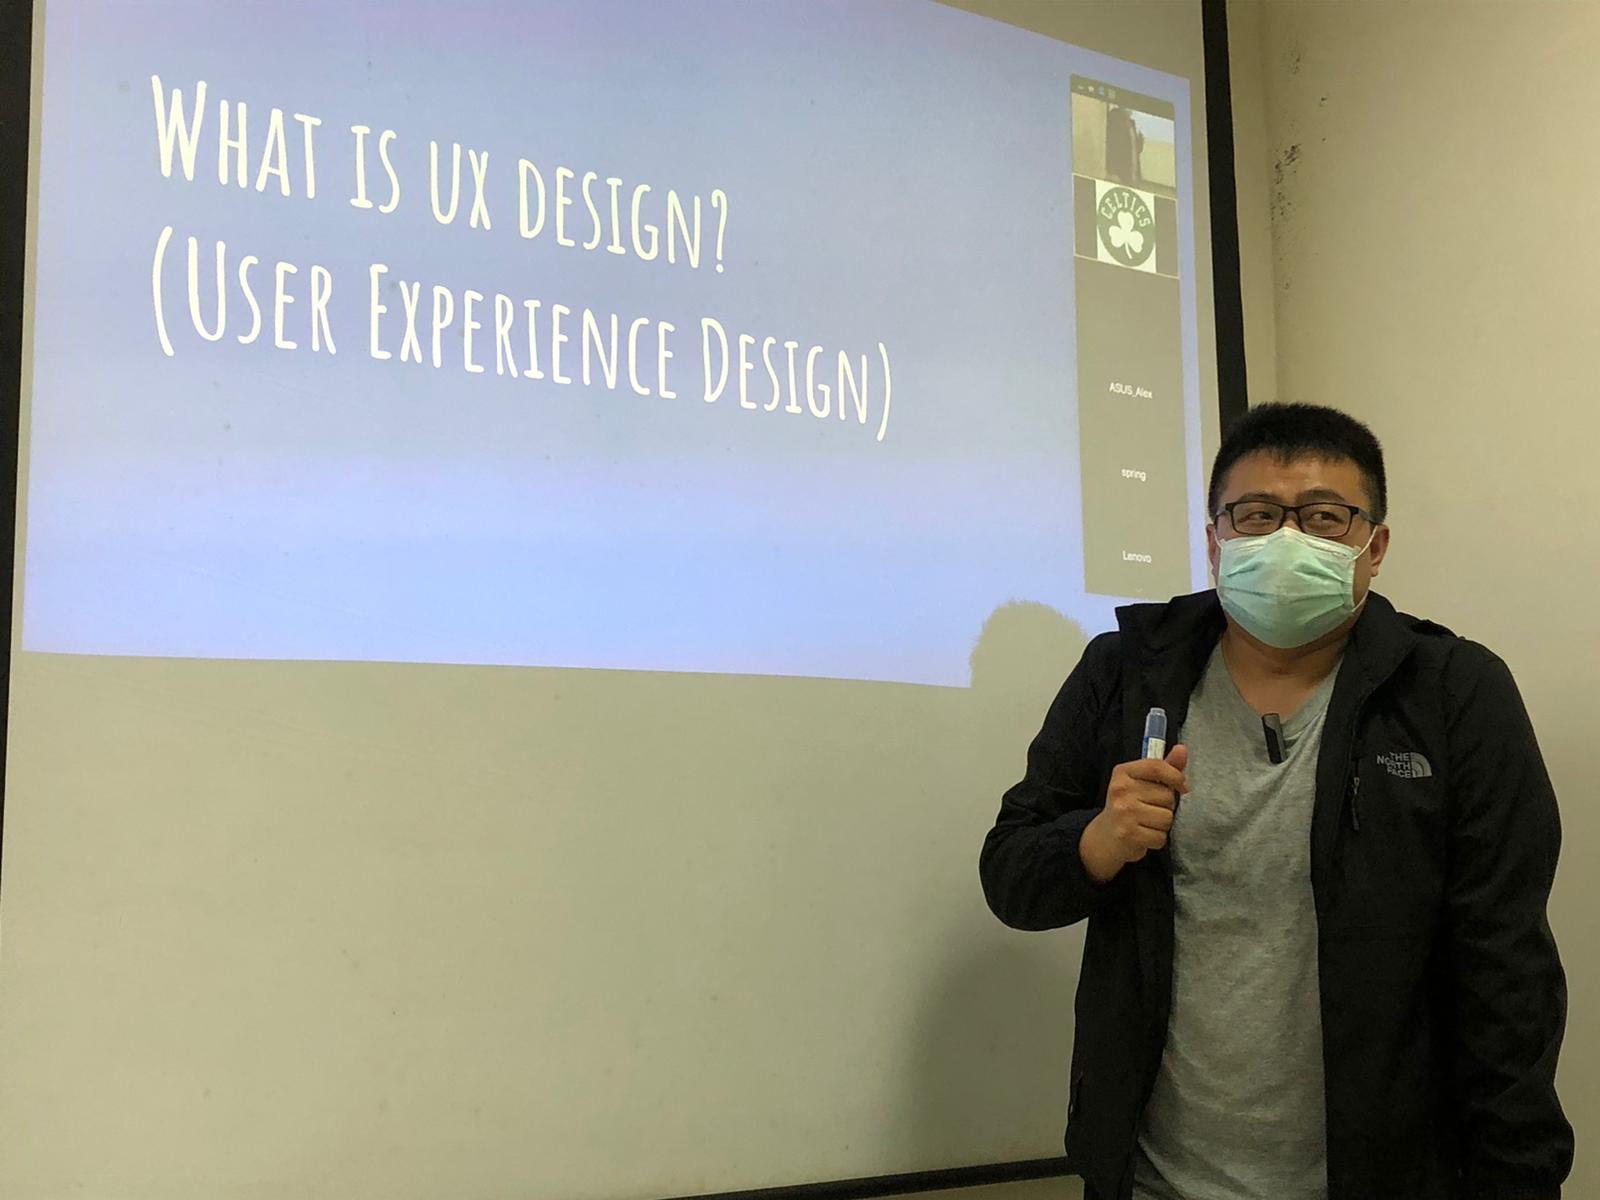 What is UX design?
(User Experience Design)
CELTICS
ASUS_Alex
spring
Lenovo
THE
NORTH
FACE